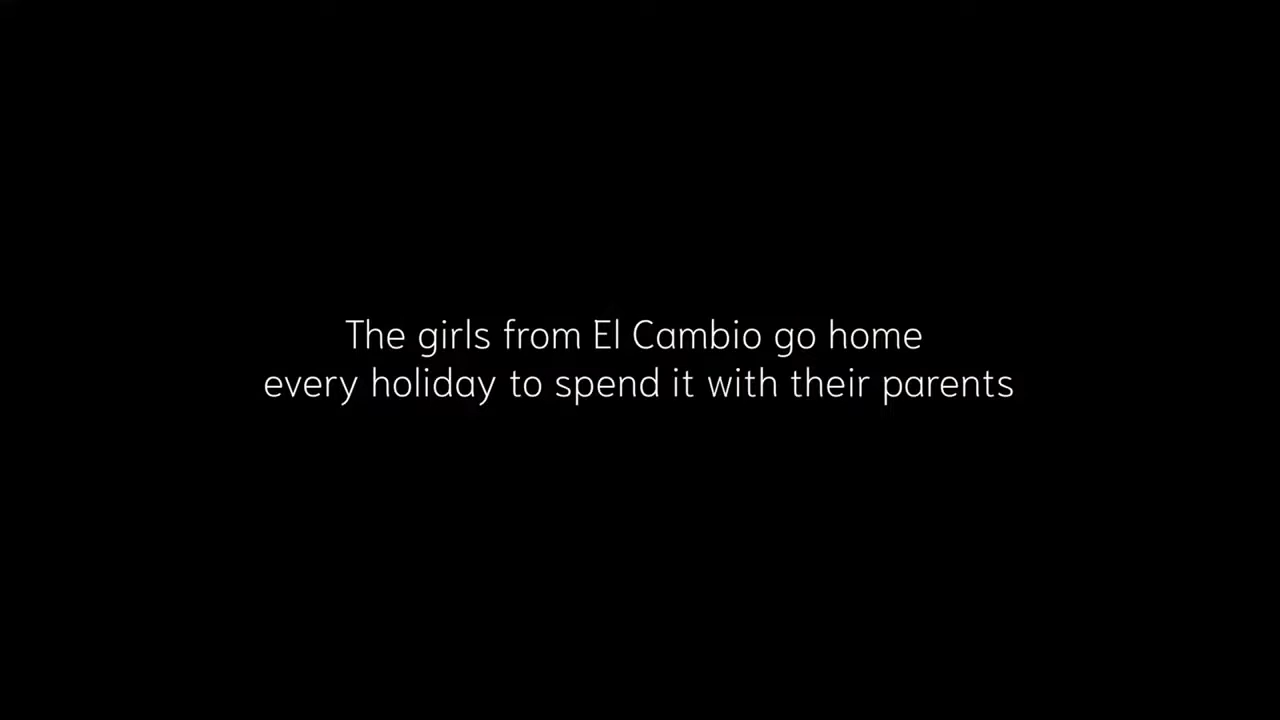 The girls from El Cambio go home
every holiday to spend it with their parents